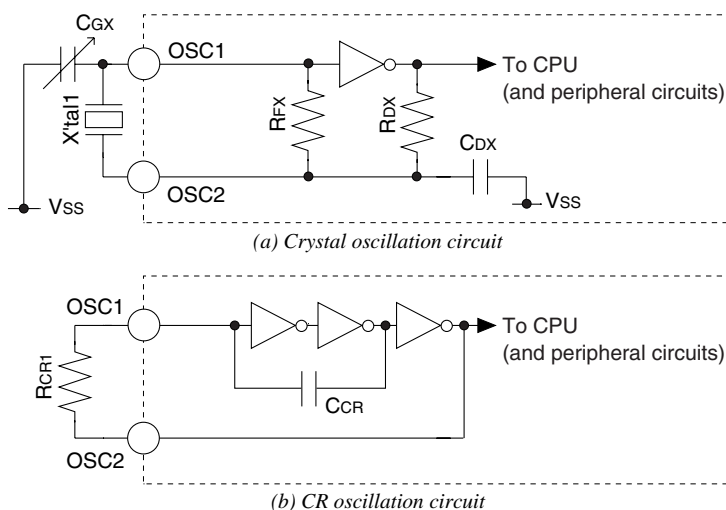 CGX
OSC1
To CPU
(and peripheral circuits)
X'tal1
RFX
RDX
CDX
OSC2
VSS
VSS
(a) Crystal oscillation circuit
OSC1
To CPU
(and peripheral circuits)
RCR1
CCR
OSC2
(b) CR oscillation circuit